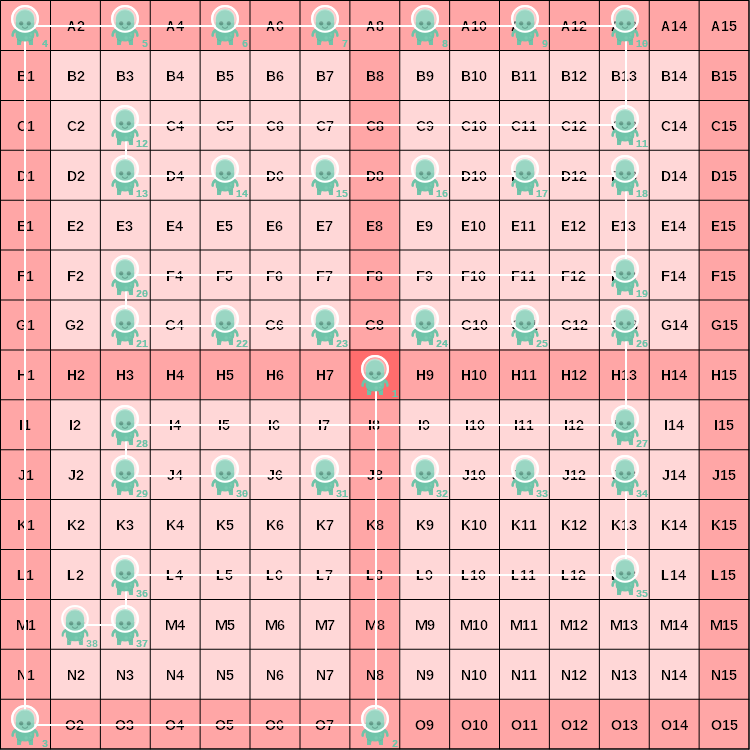 A2 A4 A6 A8 A10 A12 A14 A15
4 5 6 7 8 9 10
B1 B2 B3 B4 B5 B6 B7 B8 B9 B10 B11 B12 B13 B14 B15
C1 C2 C4 C5 C6 C7 C8 C9 C10 C11 C12 C14 C15
12 11
D1 D2 D4 D6 D8 D10 D12 D14 D15
13 14 15 16 17 18
E1 E2 E3 E4 E5 E6 E7 E8 E9 E10 E11 E12 E13 E14 E15
F1 F2 F4 F5 F6 F7 F8 F9 F10 F11 F12 F14 F15
20 19
G1 G2 G4 G6 G8 G10 G12 G14 G15
21 22 23 24 25 26
H1 H2 H3 H4 H5 H6 H7 H9 H10 H11 H12 H13 H14 H15
1
I1 I2 I4 I5 I6 I7 I8 I9 I10 I11 I12 I14 I15
28 27
J1 J2 J4 J6 J8 J10 J12 J14 J15
29 30 31 32 33 34
K1 K2 K3 K4 K5 K6 K7 K8 K9 K10 K11 K12 K13 K14 K15
L1 L2 L4 L5 L6 L7 L8 L9 L10 L11 L12 L14 L15
36 35
M1 M4 M5 M6 M7 M8 M9 M10 M11 M12 M13 M14 M15
38 37
N1 N2 N3 N4 N5 N6 N7 N8 N9 N10 N11 N12 N13 N14 N15
O2 O3 O4 O5 O6 O7 O9 O10 O11 O12 O13 O14 O15
3 2